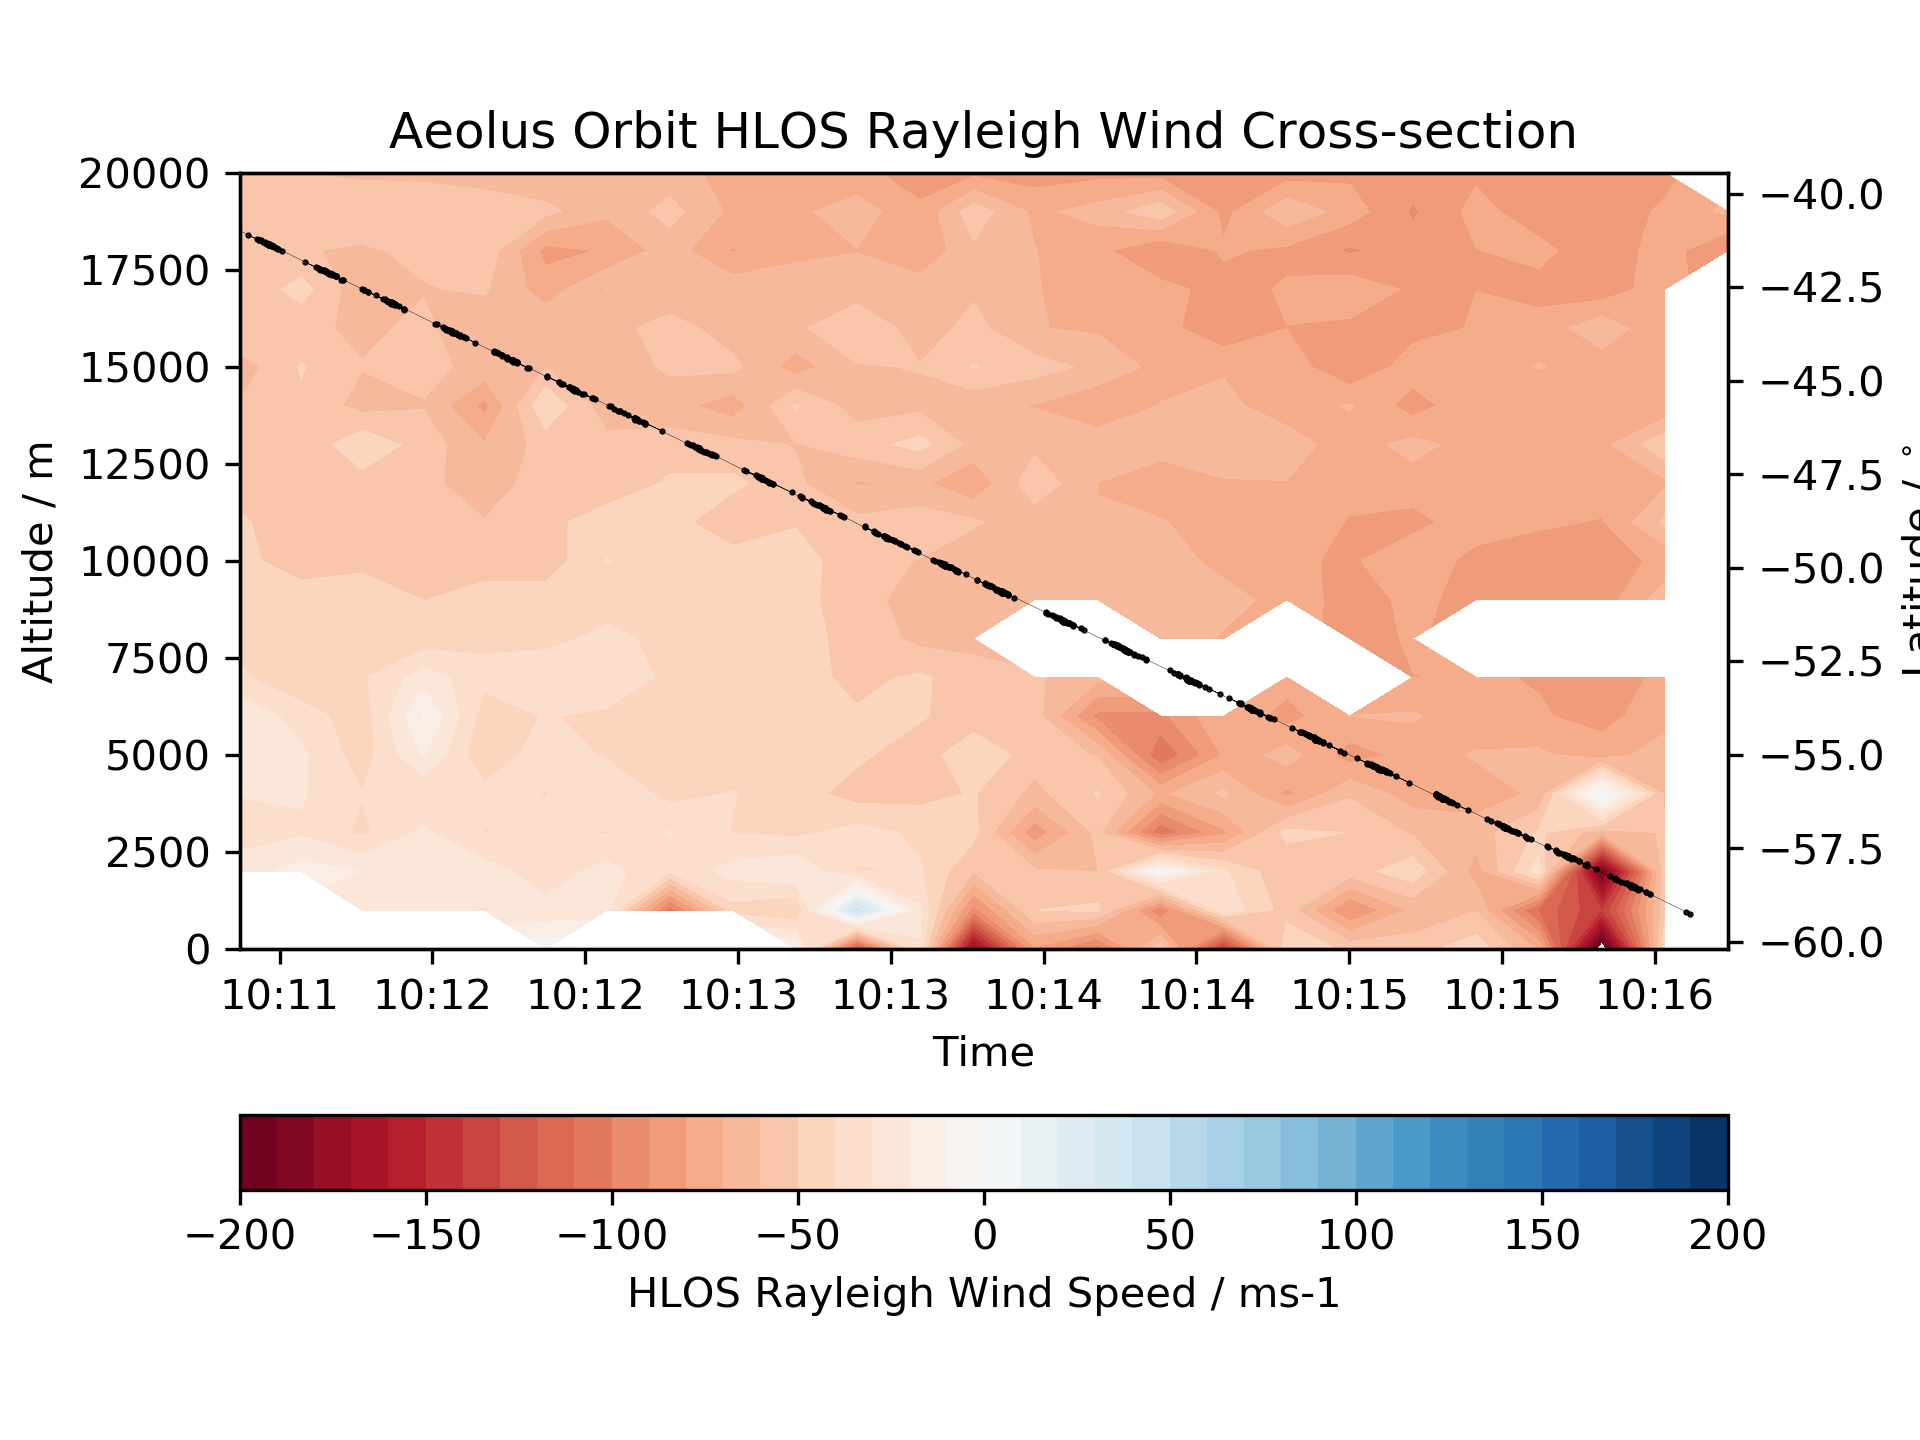 Aeolus Orbit HLOS Rayleigh Wind Cross-section
20000
17500
15000
12500
10000
7500
5000
2500
0
Altitude / m
−40.0
−42.5
−45.0
−47.5
−50.0
−52.5
−55.0
−57.5
−60.0
Latitude / °
10:11 10:12 10:12 10:13 10:13 10:14 10:14 10:15 10:15 10:16
Time
−200 −150 −100 −50 0 50 100 150 200
HLOS Rayleigh Wind Speed / ms-1